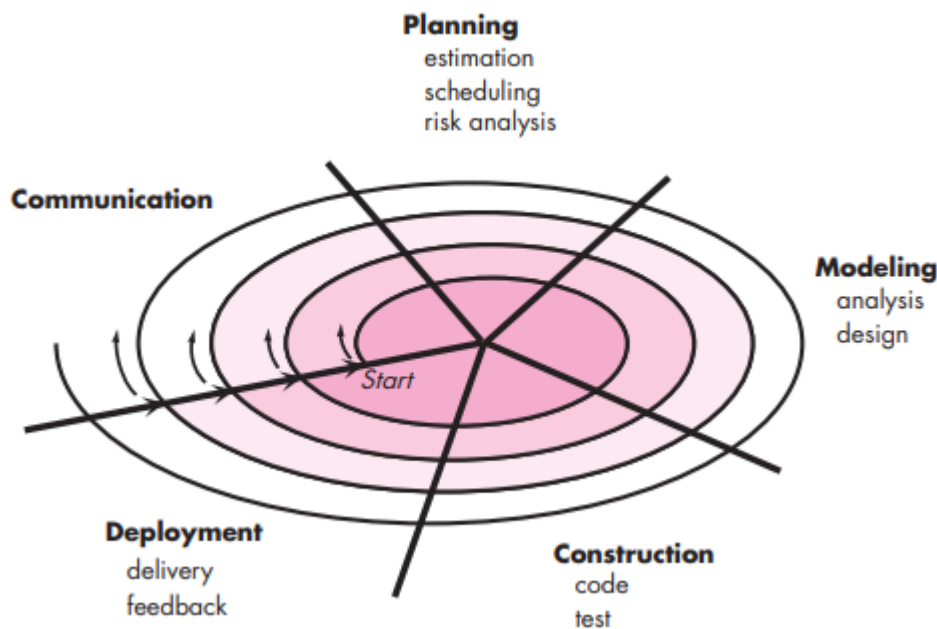 Planning
estimation
scheduling
risk analysis
Communication
Modeling
analysis
design
Start
Deployment
delivery
feedback
Construction
code
test